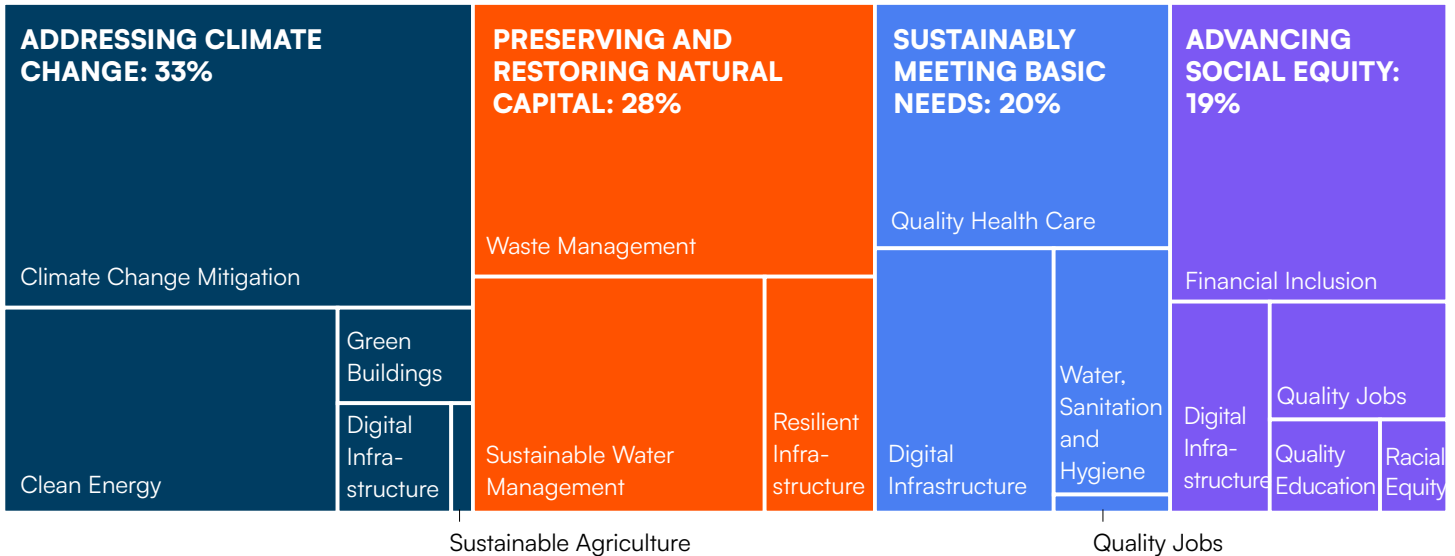 ADDRESSING CLIMATE
CHANGE: 33%
Climate Change Mitigation
Clean Energy
Green
Buildings
Digital
Infra-
structure
Sustainable Agriculture
PRESERVING AND
RESTORING NATURAL
CAPITAL: 28%
Waste Management
Sustainable Water
Management
Resilient
Infra-
structure
SUSTAINABLY
MEETING BASIC
NEEDS: 20%
Quality Health Care
Digital
Infrastructure
Water,
Sanitation
and
Hygiene
Quality Jobs
ADVANCING
SOCIAL EQUITY:
19%
Financial Inclusion
Digital
Infra-
structure
Quality Jobs
Quality
Education
Racial
Equity